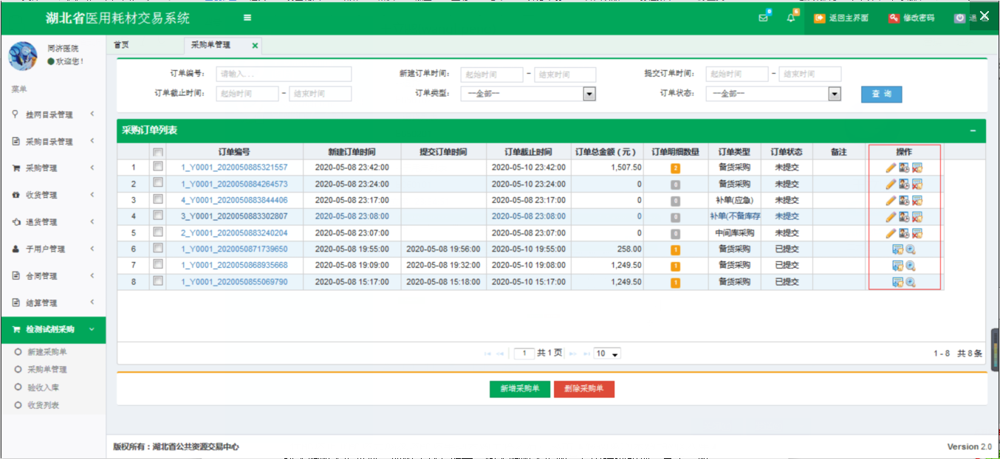 湖北省医用耗材交易系统
返回主界面 修改密码
同济医院
欢迎您!
菜单
挂网目录管理
采购目录管理
采购管理
收货管理
退货管理
子用户管理
合同管理
结算管理
检测试剂采购
新建采购单
采购单管理
验收入库
收货列表
首页 采购单管理
订单编号: 请输入... 新建订单时间: 起始时间 - 结束时间 提交订单时间: 起始时间 - 结束时间
订单截止时间: 起始时间 - 结束时间 订单类型: --全部-- 订单状态: --全部-- 查 询
采购订单列表
订单编号 新建订单时间 提交订单时间 订单截止时间 订单总金额(元) 订单明细数量 订单类型 订单状态 备注 操作
1 1_Y0001_2020050885321557 2020-05-08 23:42:00 2020-05-10 23:42:00 1,507.50 2 备货采购 未提交
2 1_Y0001_2020050884264573 2020-05-08 23:24:00 2020-05-10 23:24:00 0 0 备货采购 未提交
3 4_Y0001_2020050883844406 2020-05-08 23:17:00 2020-05-08 23:17:00 0 0 补单(应急) 未提交
4 3_Y0001_2020050883302807 2020-05-08 23:08:00 2020-05-08 23:08:00 0 0 补单(不备库存 未提交
5 2_Y0001_2020050883240204 2020-05-08 23:07:00 2020-05-08 23:07:00 0 0 中间库采购 未提交
6 1_Y0001_2020050871739650 2020-05-08 19:55:00 2020-05-08 19:56:00 2020-05-10 19:55:00 258.00 1 备货采购 已提交
7 1_Y0001_2020050868935668 2020-05-08 19:09:00 2020-05-08 19:32:00 2020-05-10 19:08:00 1,249.50 1 备货采购 已提交
8 1_Y0001_2020050855069790 2020-05-08 15:17:00 2020-05-08 15:18:00 2020-05-10 15:17:00 1,249.50 1 备货采购 已提交
1 共 1 页 10 1 - 8 共 8 条
新增采购单 删除采购单
版权所有:湖北省公共资源交易中心 Version 2.0